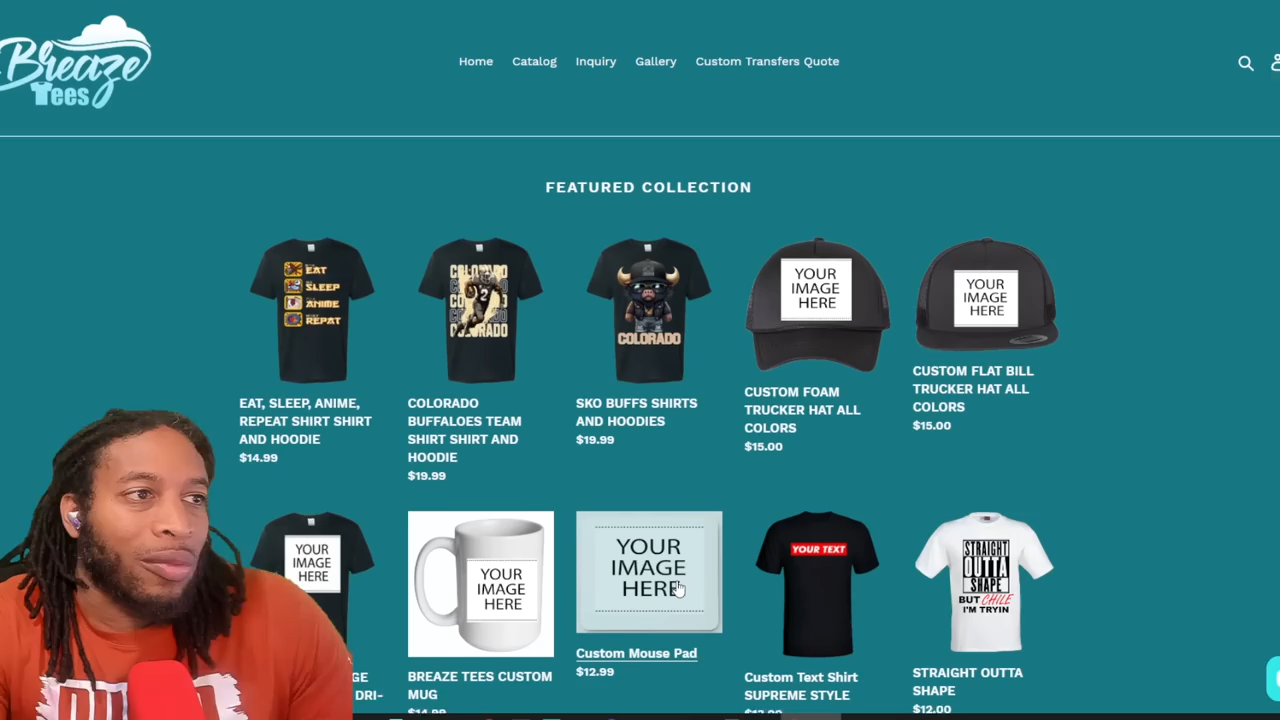 Breaze
Tees
Home
Catalog
Inquiry
Gallery
Custom Transfers Quote
FEATURED COLLECTION
EAT
SLEEP
ANIME
REPEAT
COLORADO
COLORADO
COLORADO
YOUR
IMAGE
HERE
YOUR
IMAGE
HERE
EAT, SLEEP, ANIME,
REPEAT SHIRT SHIRT
AND HOODIE
$14.99
COLORADO
BUFFALOES TEAM
SHIRT SHIRT AND
HOODIE
$19.99
SKO BUFFS SHIRTS
AND HOODIES
$19.99
CUSTOM FOAM
TRUCKER HAT ALL
COLORS
$15.00
CUSTOM FLAT BILL
TRUCKER HAT ALL
COLORS
$15.00
YOUR
IMAGE
HERE
YOUR
IMAGE
HERE
YOUR
IMAGE
HERE
YOUR TEXT
STRAIGHT
OUTTA
SHAPE
BUT CHILE
I'M TRYIN
DRI-
BREAZE TEES CUSTOM
MUG
$14.99
Custom Mouse Pad
$12.99
Custom Text Shirt
SUPREME STYLE
STRAIGHT OUTTA
SHAPE
$12.00